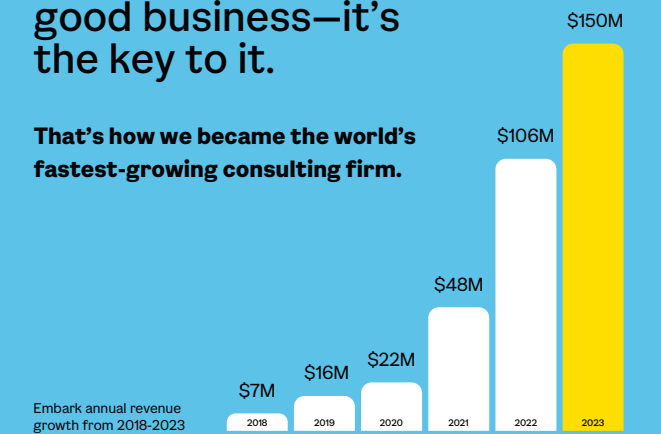 good business—it's
the key to it.
That's how we became the world's
fastest-growing consulting firm.
$150M
$106M
$48M
$22M
$16M
$7M
Embark annual revenue
growth from 2018-2023
2018
2019
2020
2021
2022
2023